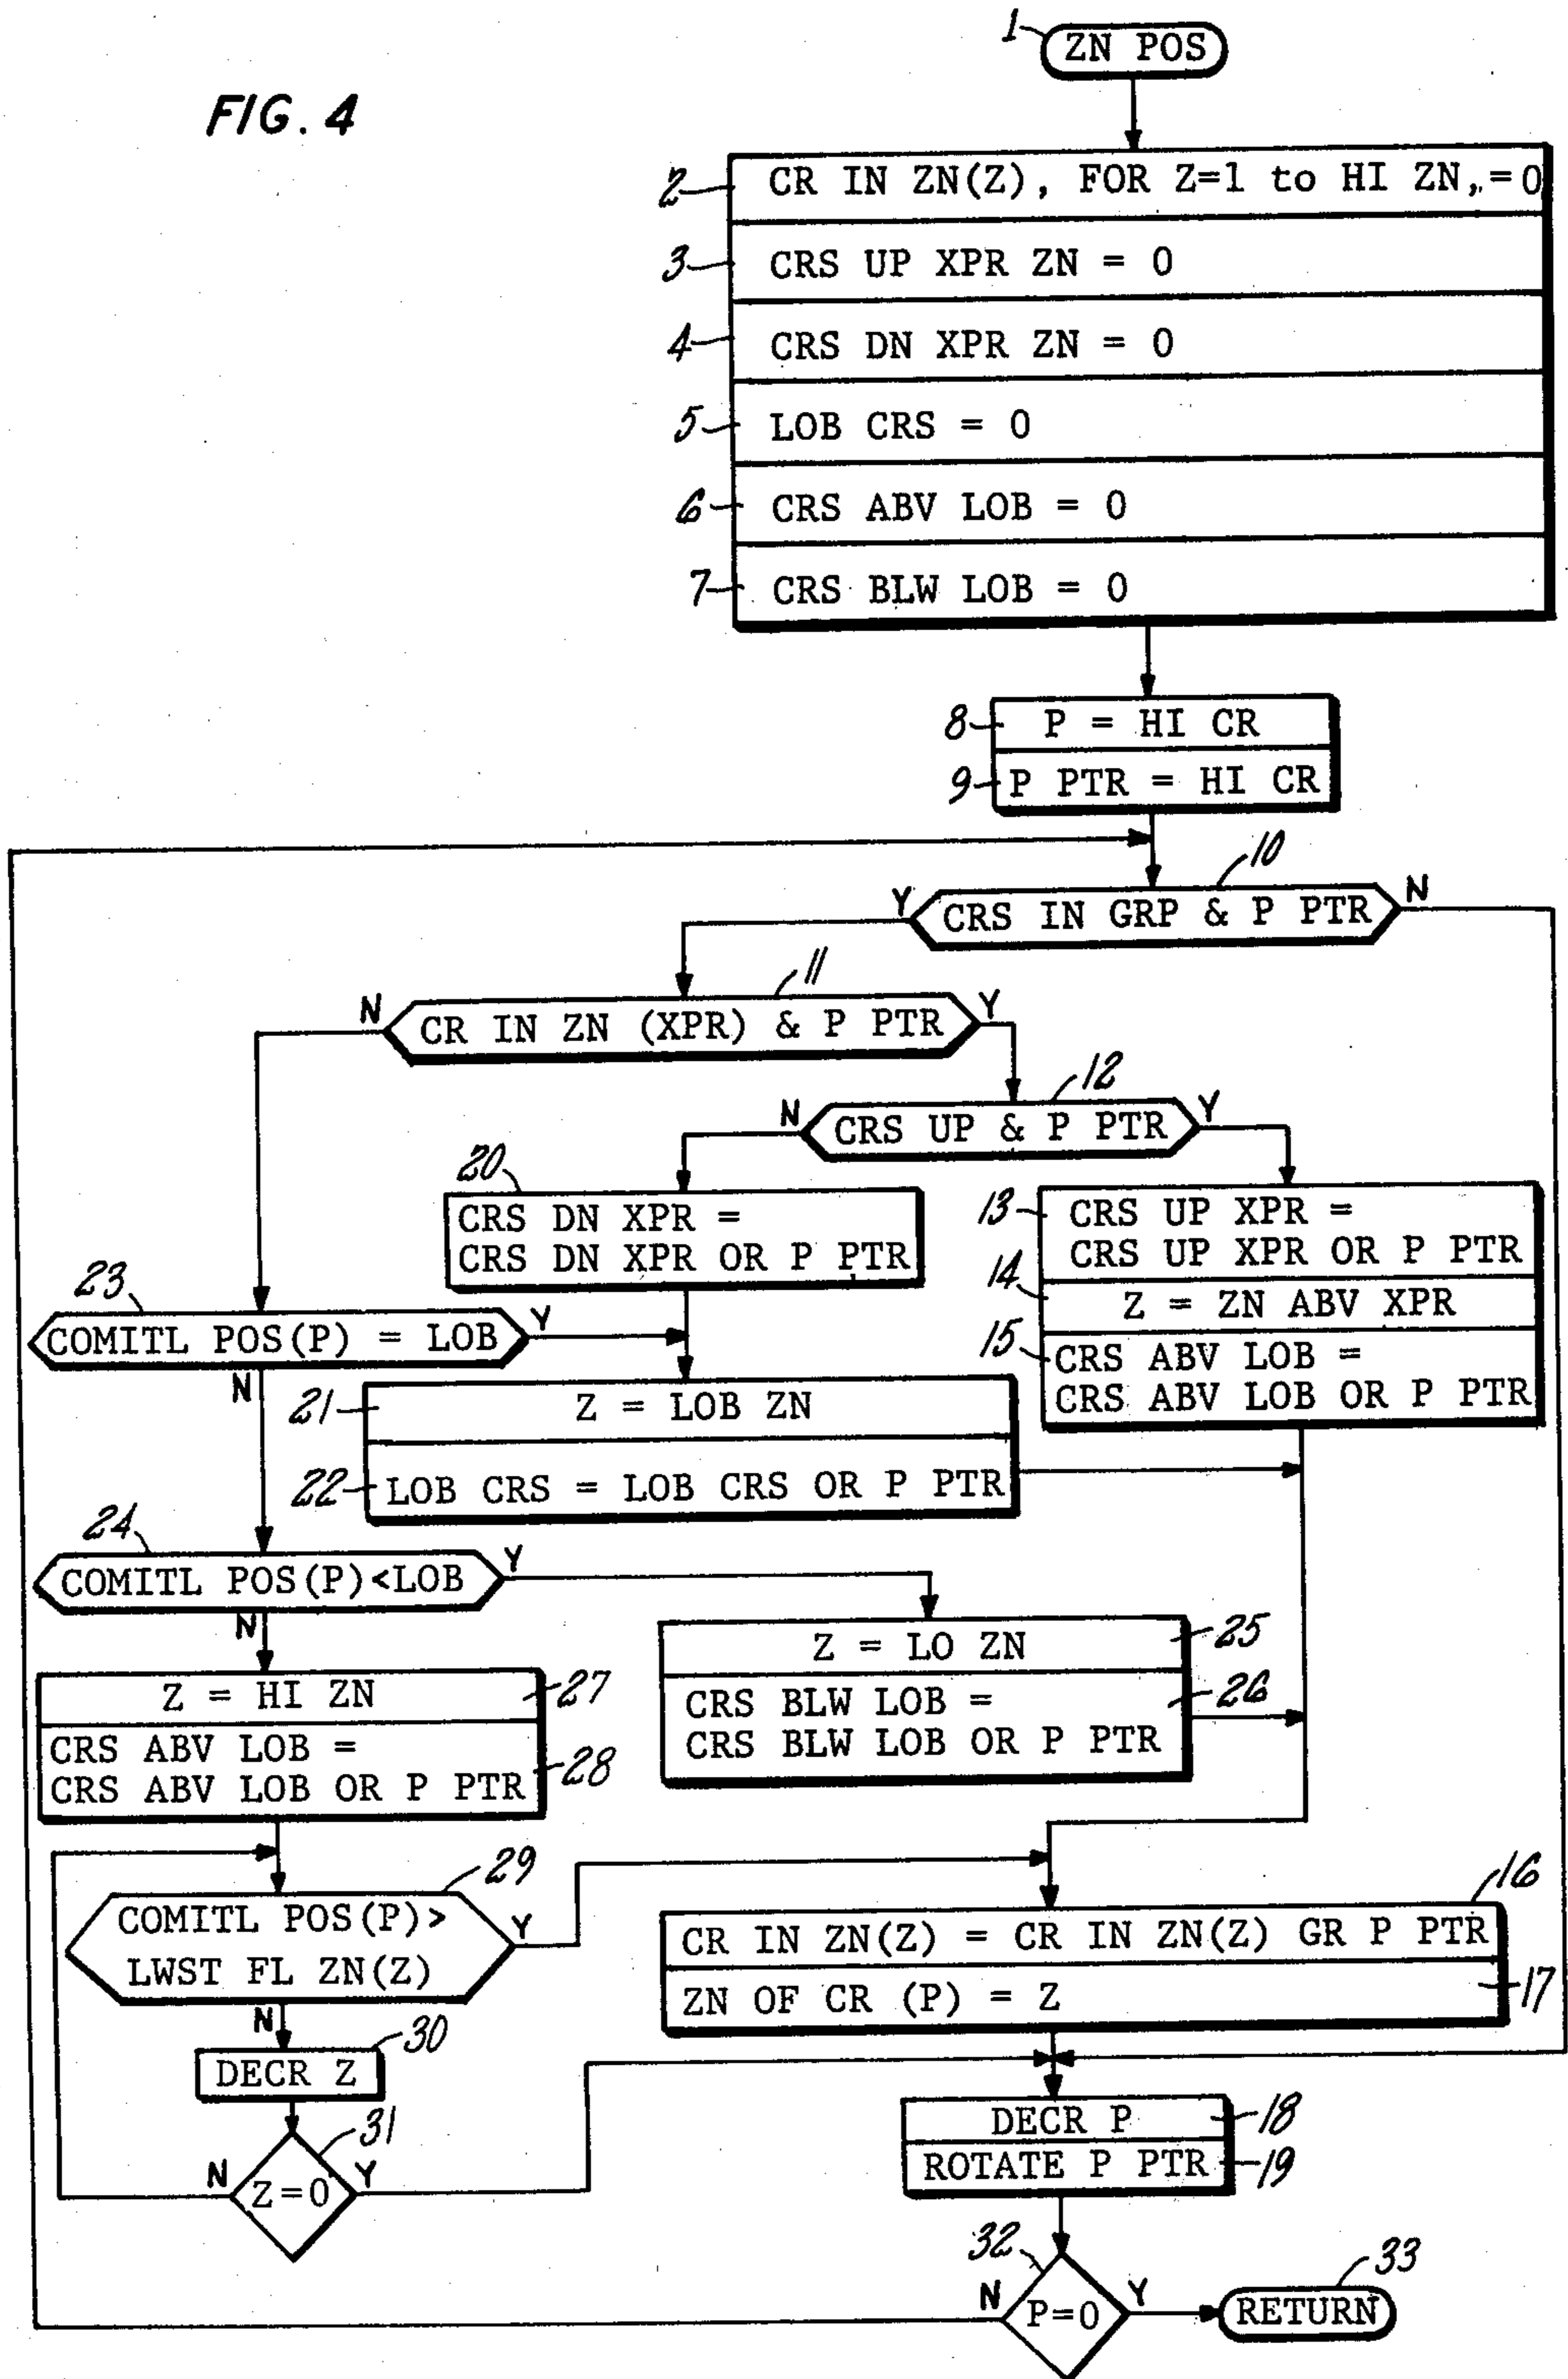 FIG. 4
1 ZN POS
2 CR IN ZN(Z), FOR Z=1 to HI ZN, =0
3 CRS UP XPR ZN = 0
4 CRS DN XPR ZN = 0
5 LOB CRS = 0
6 CRS ABV LOB = 0
7 CRS BLW LOB = 0
8 P = HI CR
9 P PTR = HI CR
10
Y CRS IN GRP & P PTR N
11
N CR IN ZN (XPR) & P PTR Y
12
N CRS UP & P PTR Y
20
CRS DN XPR =
CRS DN XPR OR P PTR
13 CRS UP XPR =
CRS UP XPR OR P PTR
14 Z = ZN ABV XPR
15 CRS ABV LOB =
CRS ABV LOB OR P PTR
23
COMITL POS(P) = LOB Y
N
21 Z = LOB ZN
22 LOB CRS = LOB CRS OR P PTR
24
COMITL POS(P)<LOB Y
N
Z = LO ZN 25
CRS BLW LOB = 26
CRS BLW LOB OR P PTR
Z = HI ZN 27
CRS ABV LOB =
CRS ABV LOB OR P PTR 28
29
COMITL POS(P)>
LWST FL ZN(Z) Y
N
16
CR IN ZN(Z) = CR IN ZN(Z) GR P PTR
ZN OF CR (P) = Z 17
30
DECR Z
31
N Z=0 Y
DECR P 18
ROTATE P PTR 19
32
N P=0 Y
33
RETURN